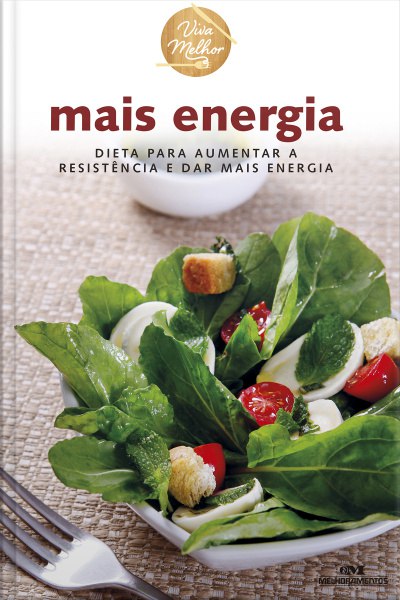 Viva
Melhor
mais energia
DIETA PARA AUMENTAR A
RESISTÊNCIA E DAR MAIS ENERGIA
MELHORAMENTOS